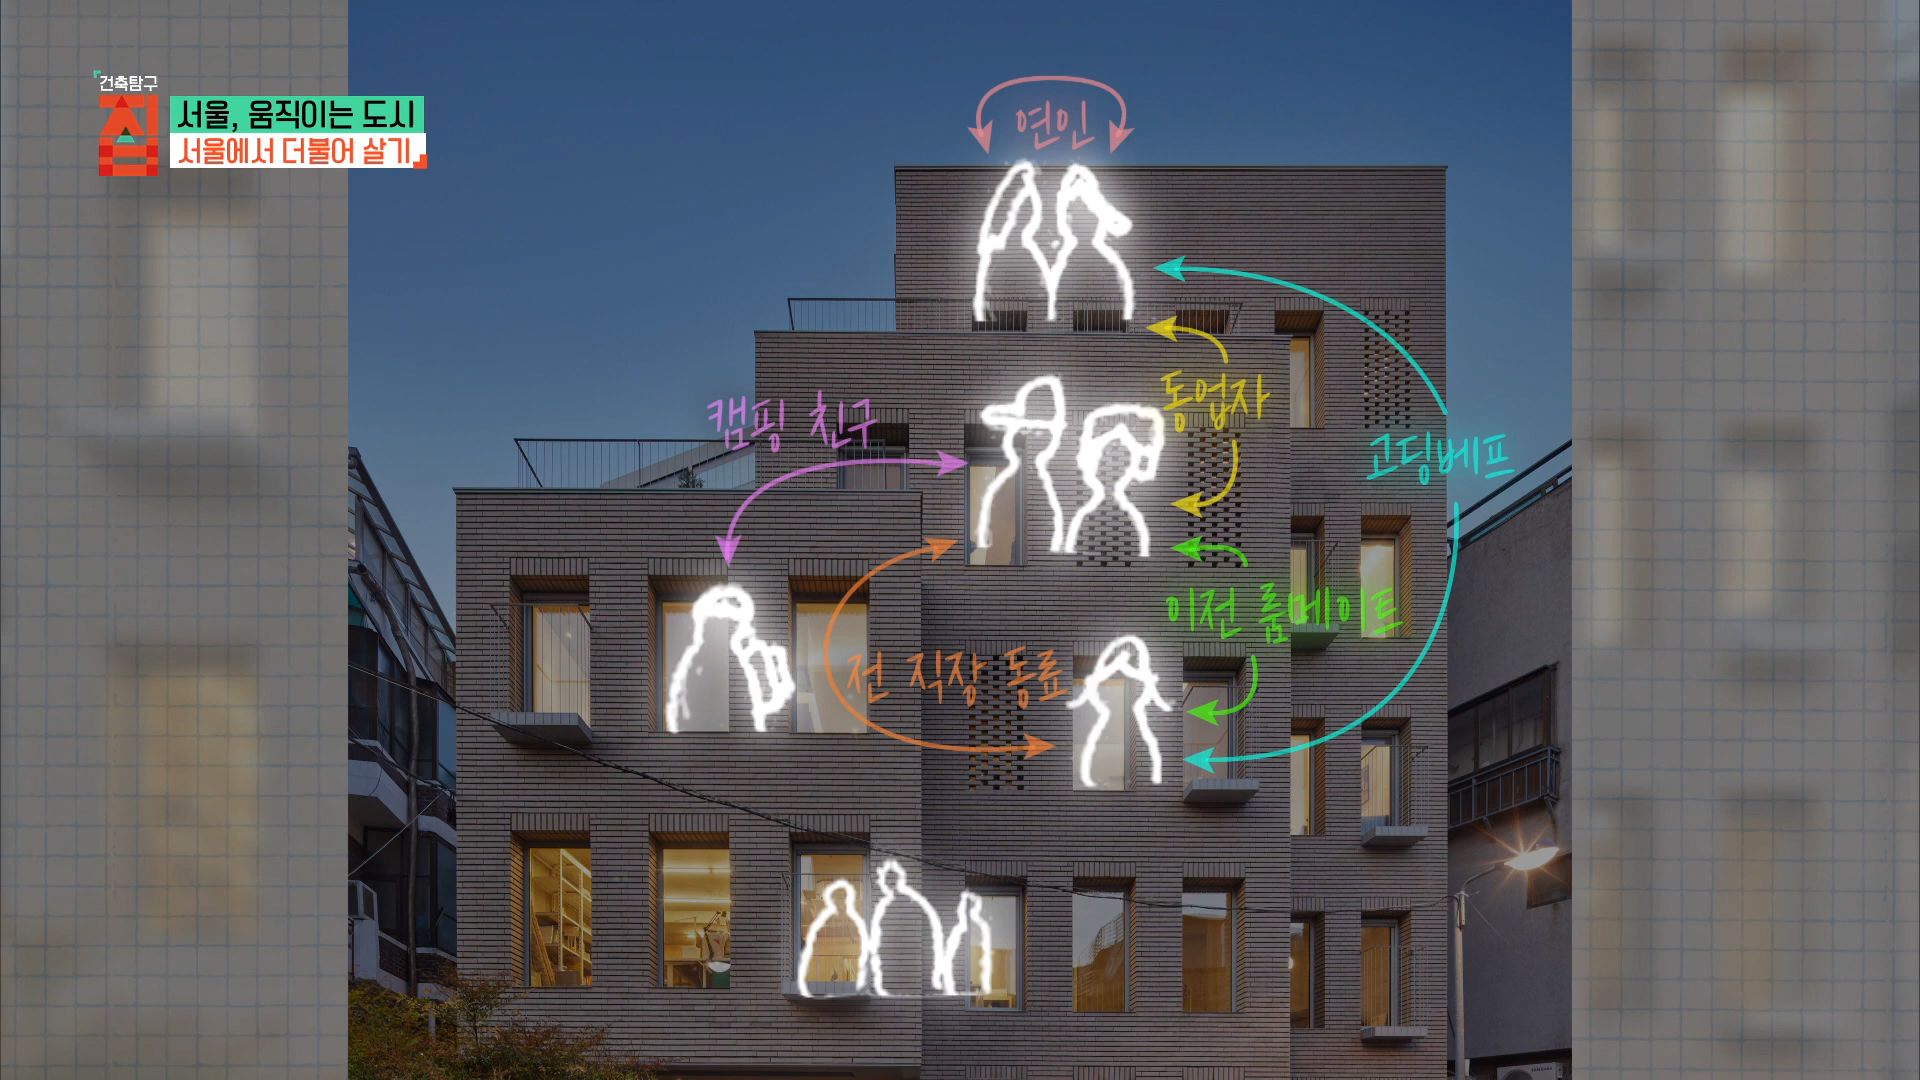 건축탐구
집
서울, 움직이는 도시
서울에서 더불어 살기
연인
동업자
캠핑 친구
고딩베프
이전 룸메이트
전 직장 동료